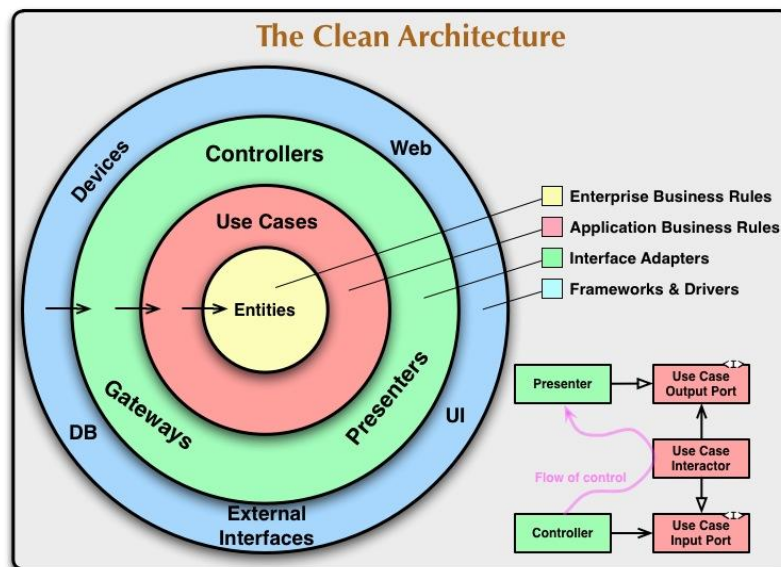 The Clean Architecture
Devices
Web
Controllers
Use Cases
Entities
Gateways
Presenters
DB
UI
External
Interfaces
Enterprise Business Rules
Application Business Rules
Interface Adapters
Frameworks & Drivers
Presenter
<I>
Use Case
Output Port
Flow of control
Use Case
Interactor
Controller
<I>
Use Case
Input Port